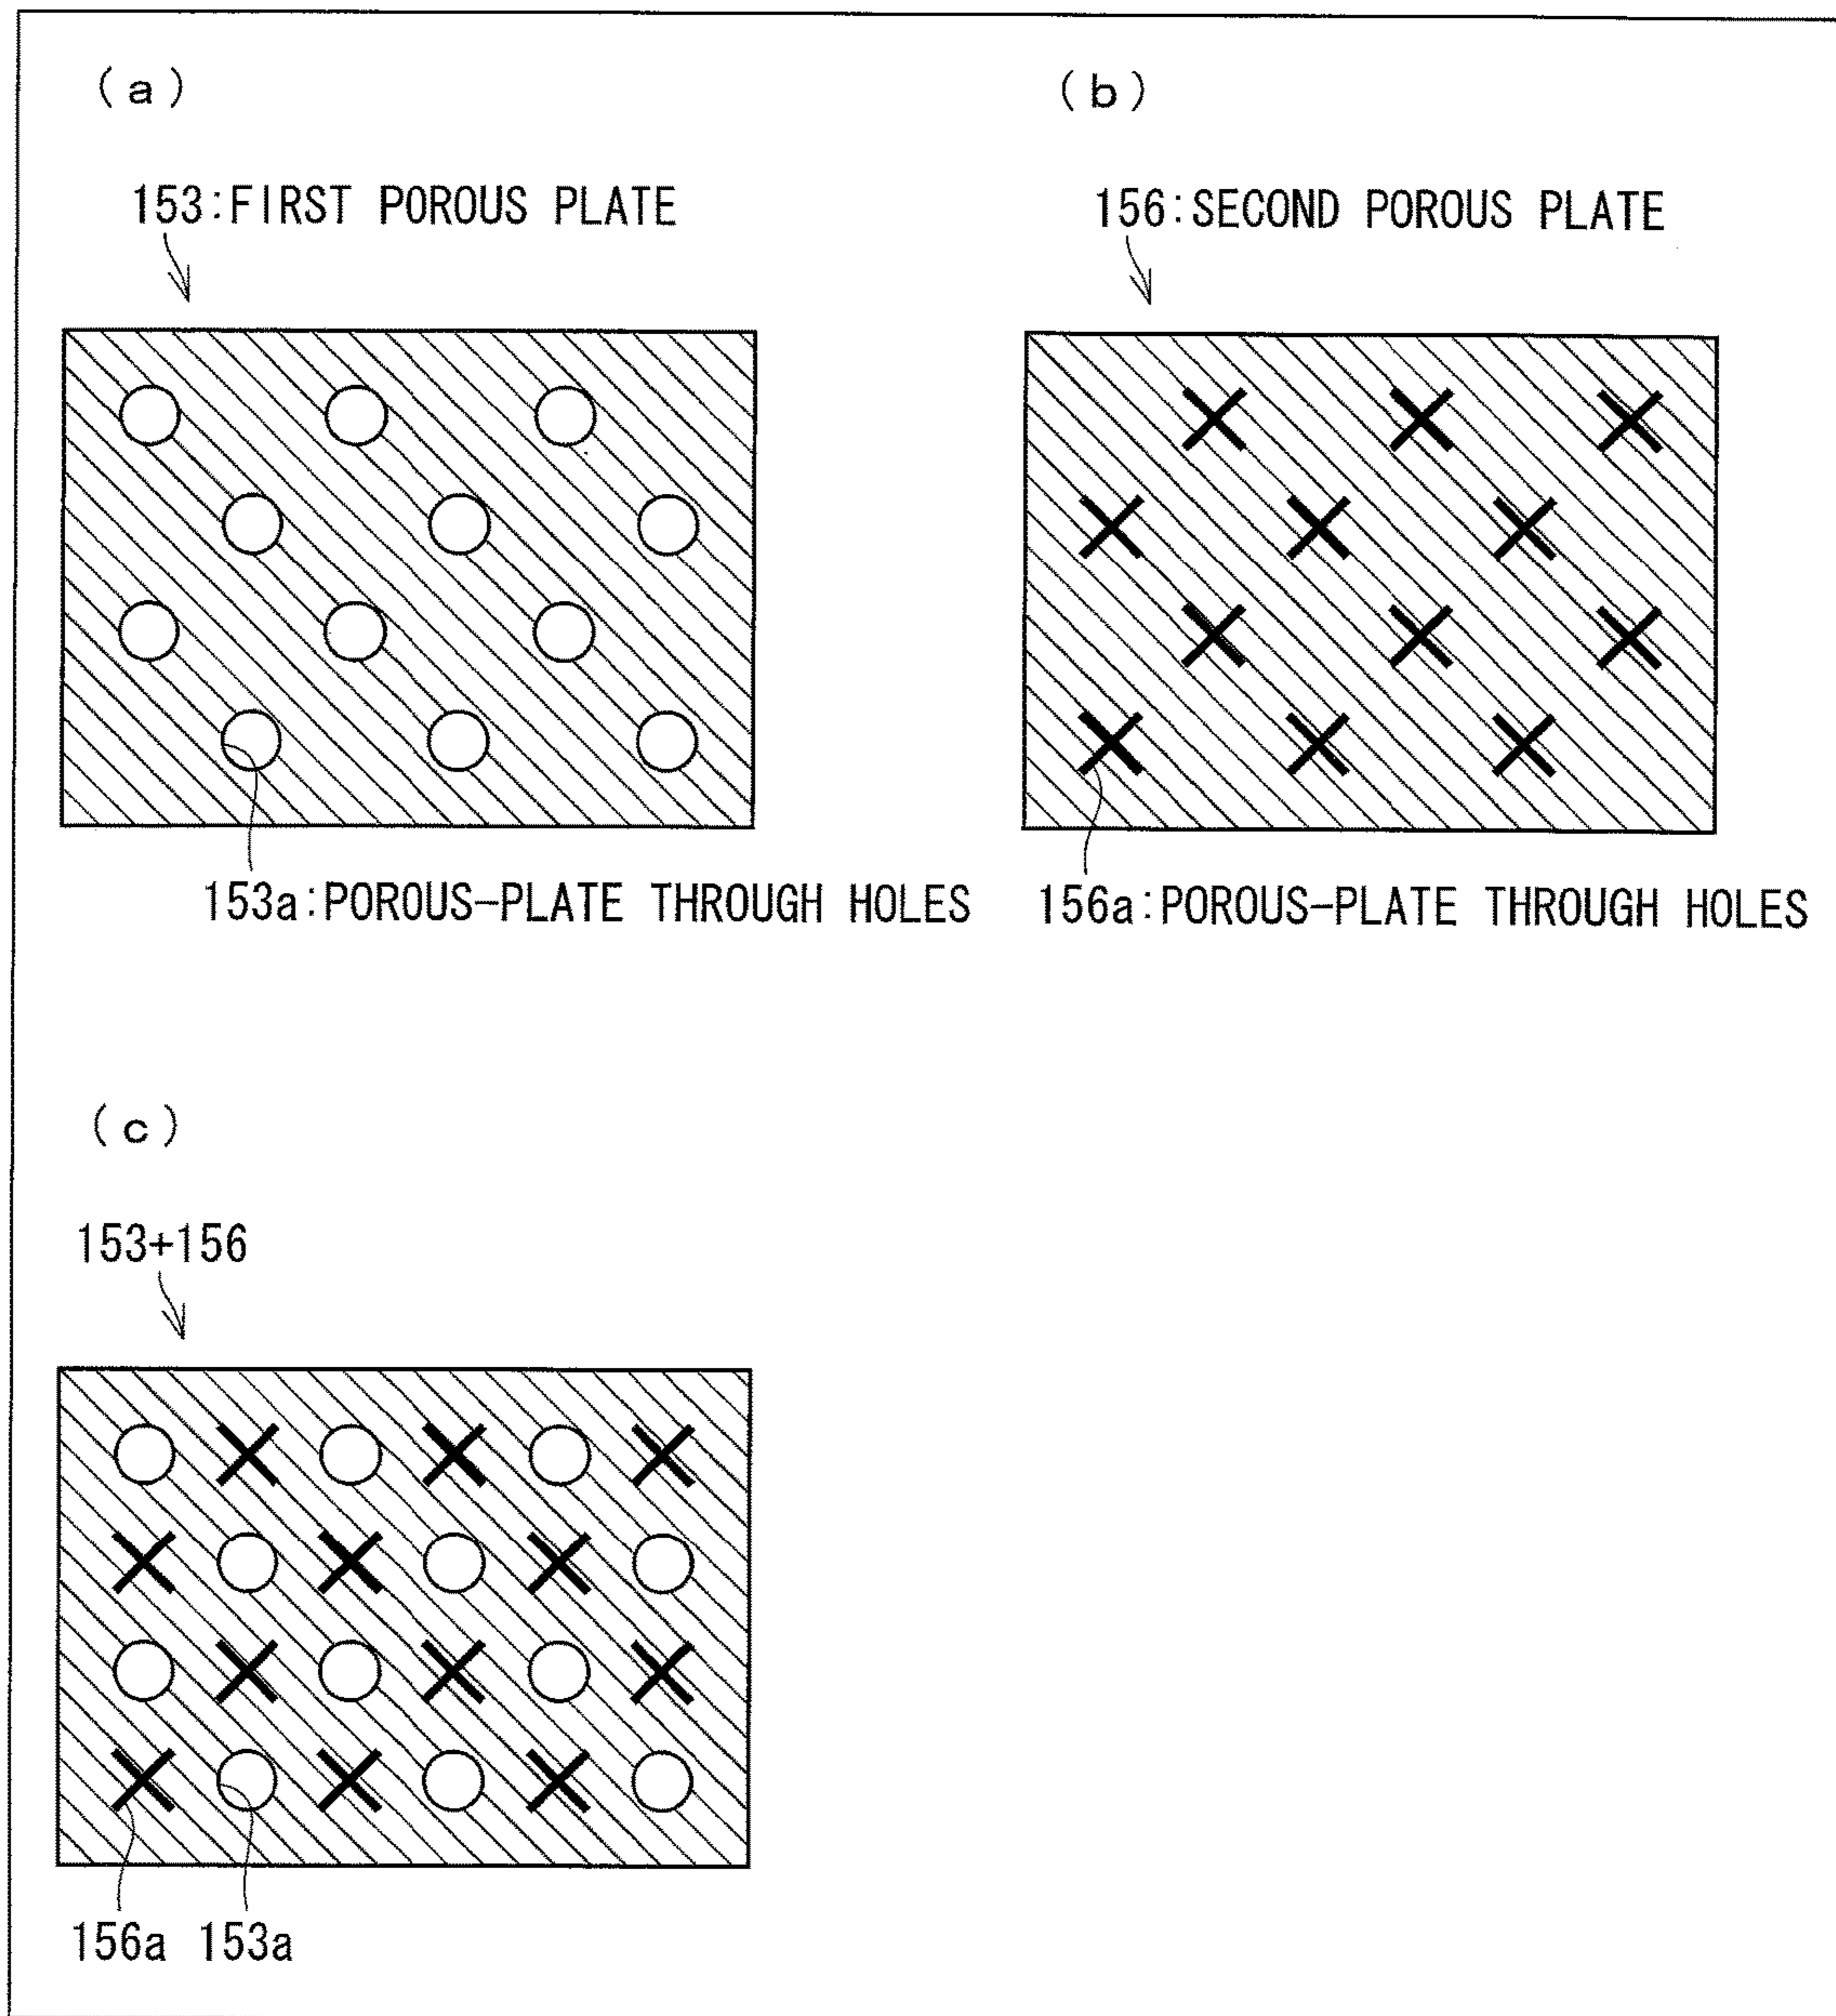 (a)
(b)
153:FIRST POROUS PLATE
156:SECOND POROUS PLATE
153a:POROUS-PLATE THROUGH HOLES
156a:POROUS-PLATE THROUGH HOLES
(c)
153+156
156a 153a